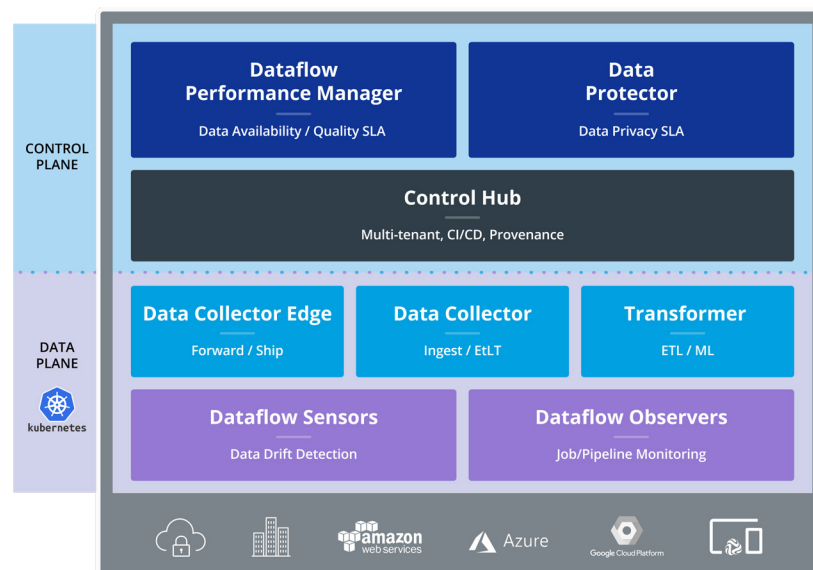 Dataflow
Performance Manager
Data Availability / Quality SLA
Data
Protector
Data Privacy SLA
CONTROL
PLANE
Control Hub
Multi-tenant, CI/CD, Provenance
Data Collector Edge
Forward / Ship
Data Collector
Ingest / EtLT
Transformer
ETL / ML
DATA
PLANE
kubernetes
Dataflow Sensors
Data Drift Detection
Dataflow Observers
Job/Pipeline Monitoring
amazon
web services
Azure
Google Cloud Platform